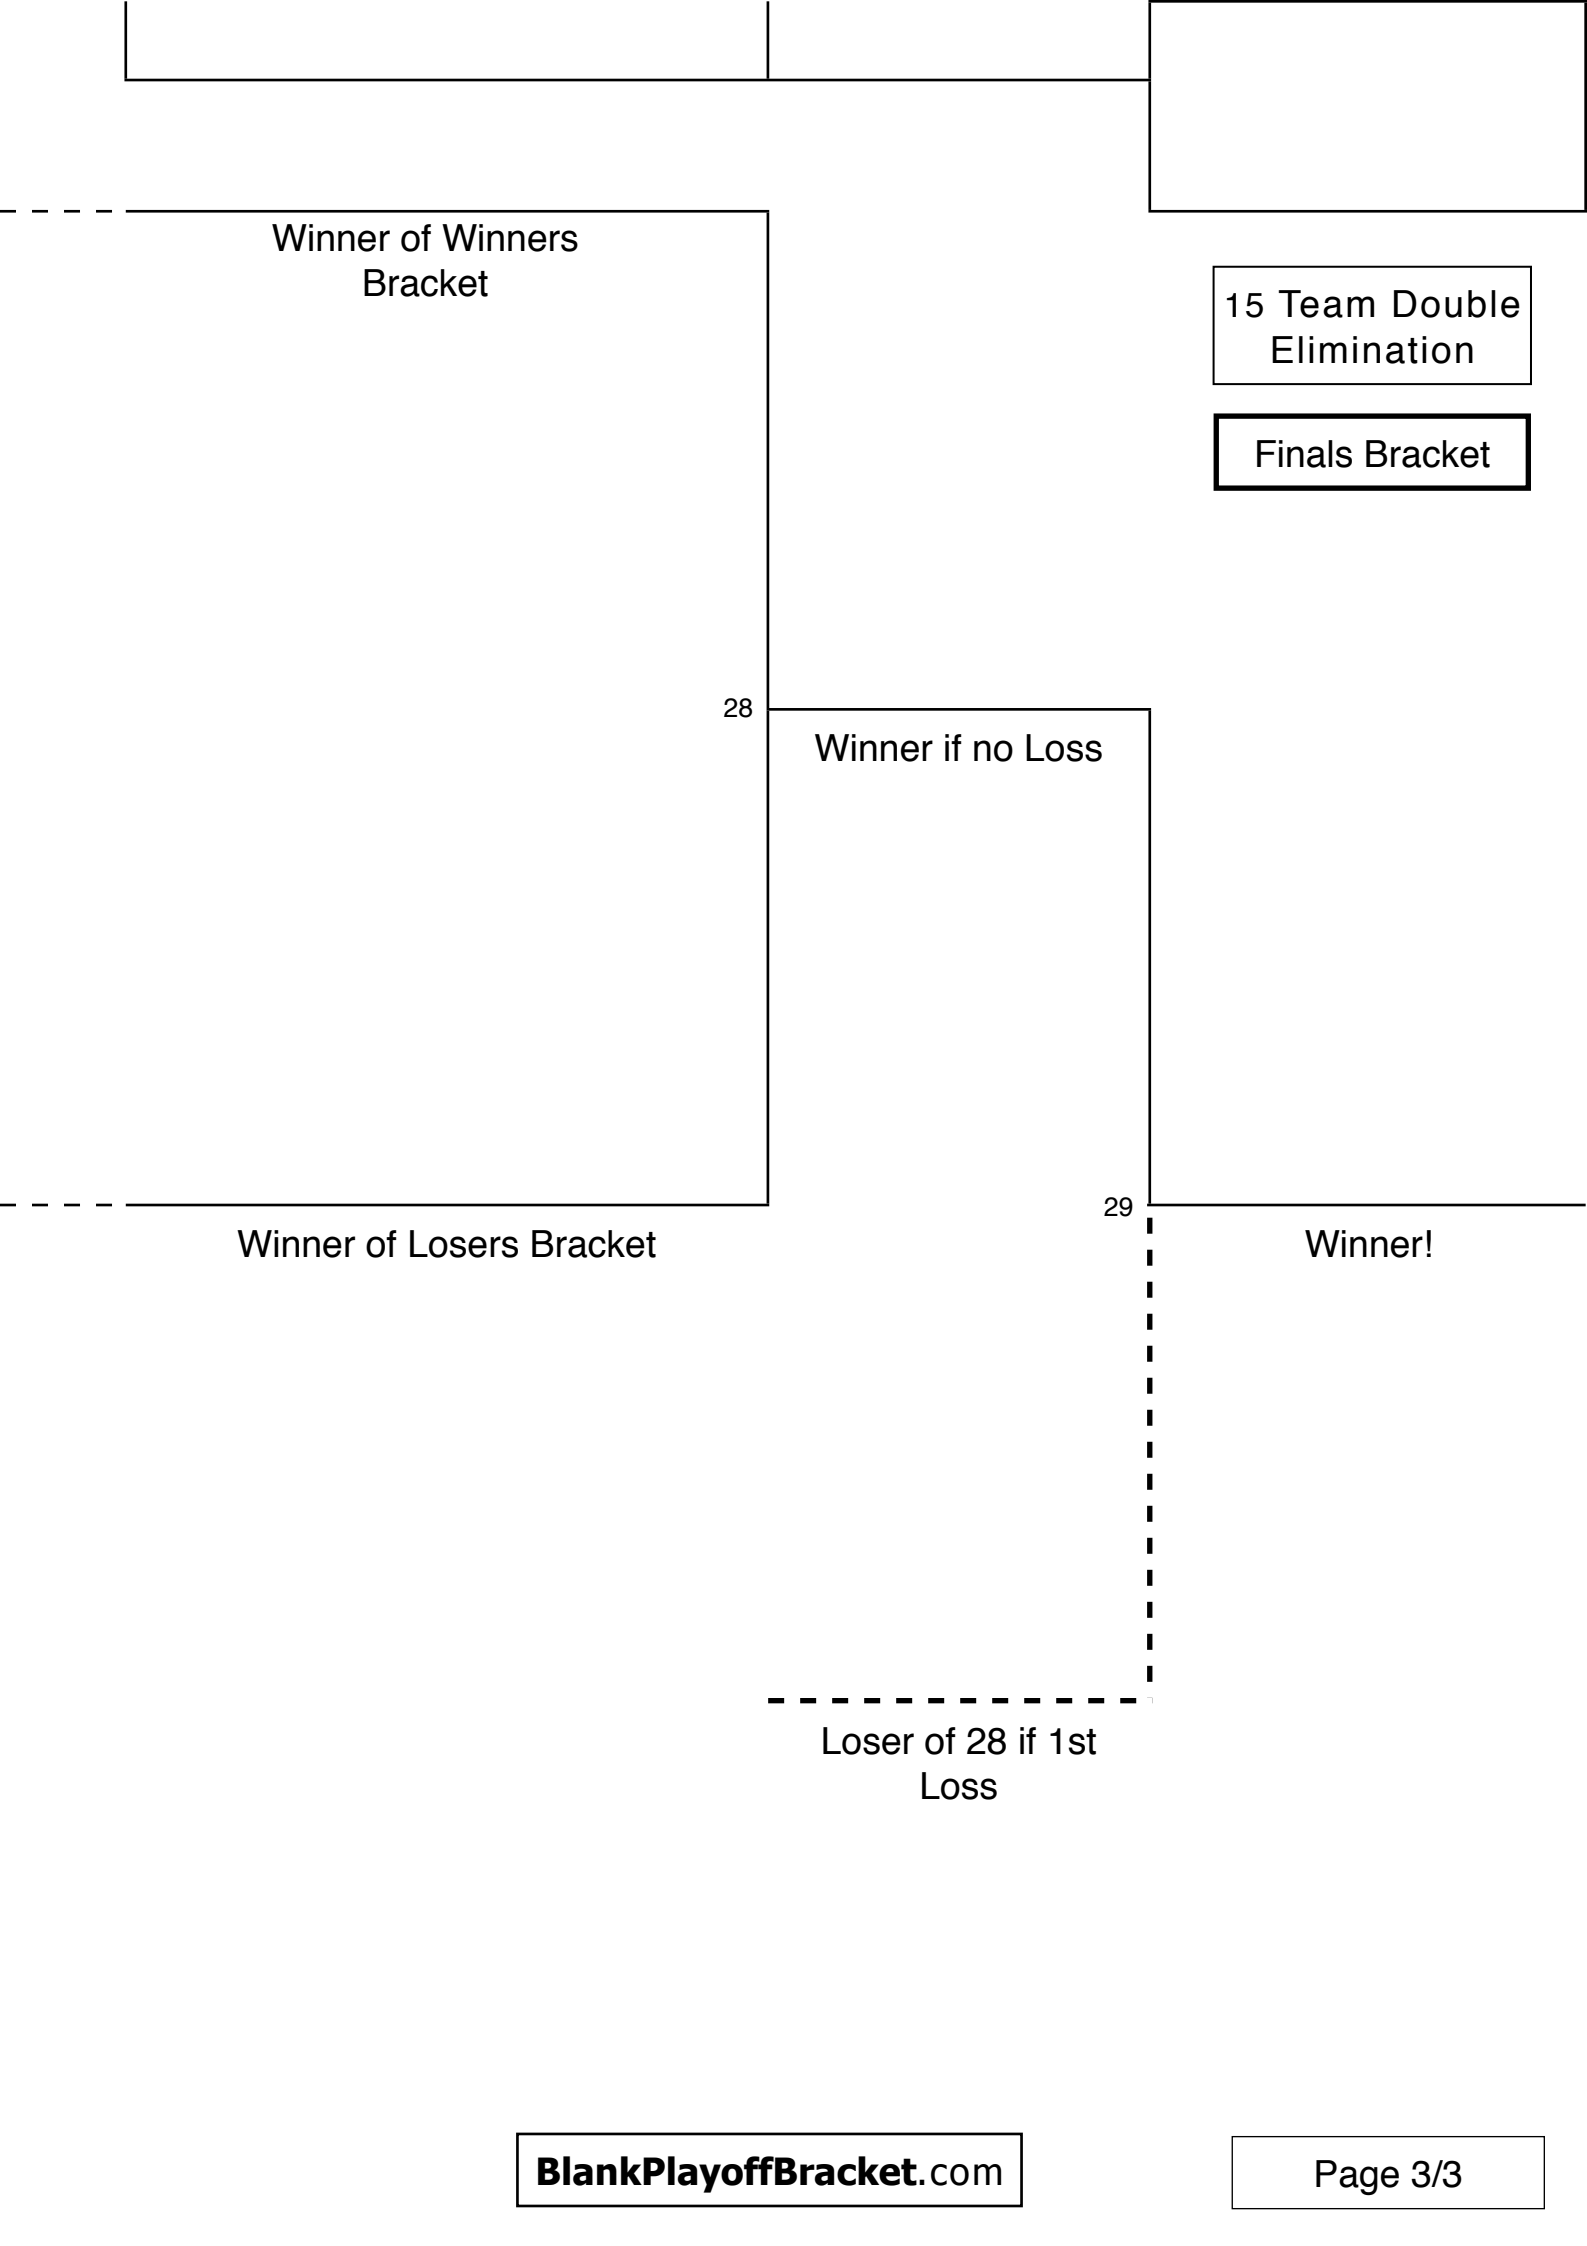 Winner of Winners
Bracket
15 Team Double
Elimination
Finals Bracket
28
Winner if no Loss
29
Winner of Losers Bracket
Winner!
Loser of 28 if 1st
Loss
BlankPlayoffBracket.com
Page 3/3